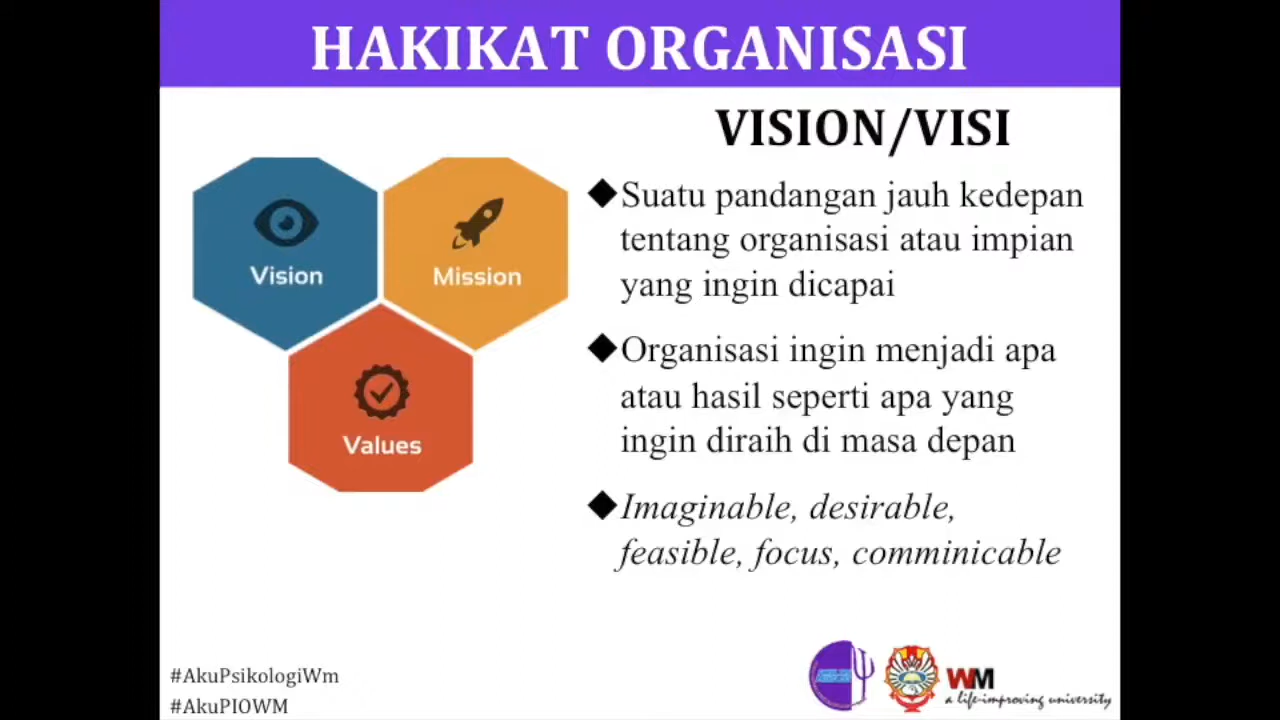 HAKIKAT ORGANISASI
VISION/VISI
Vision
Mission
Values
◆Suatu pandangan jauh kedepan
tentang organisasi atau impian
yang ingin dicapai
◆Organisasi ingin menjadi apa
atau hasil seperti apa yang
ingin diraih di masa depan
◆Imaginable, desirable,
feasible, focus, comminicable
#AkuPsikologiWm
#AkuPIOWM
WM
a life-improving university